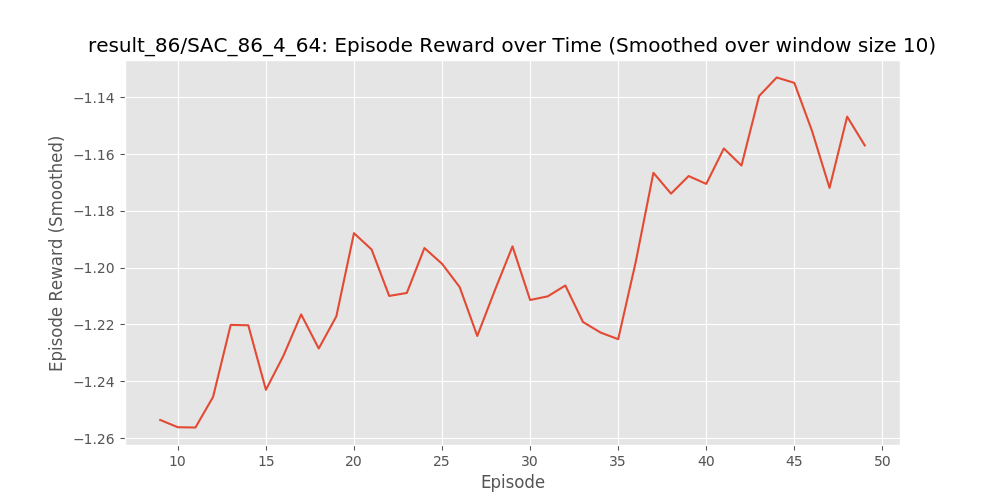 result_86/SAC_86_4_64: Episode Reward over Time (Smoothed over window size 10)
Episode Reward (Smoothed)
−1.14
−1.16
−1.18
−1.20
−1.22
−1.24
−1.26
10 15 20 25 30 35 40 45 50
Episode